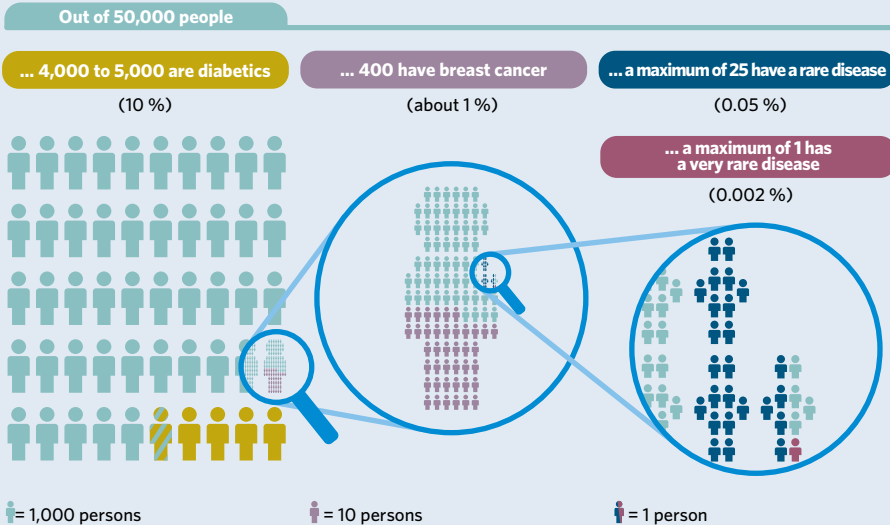 Out of 50,000 people
... 4,000 to 5,000 are diabetics
(10 %)
... 400 have breast cancer
(about 1 %)
... a maximum of 25 have a rare disease
(0.05 %)
... a maximum of 1 has
a very rare disease
(0.002 %)
= 1,000 persons
= 10 persons
= 1 person